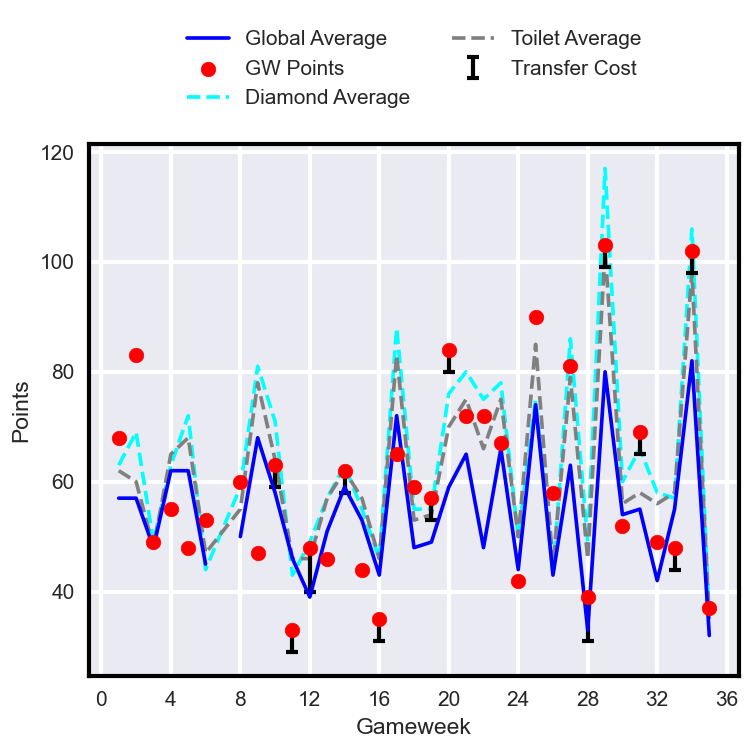 Global Average
GW Points
Diamond Average
Toilet Average
Transfer Cost
120
100
80
60
40
Points
0 4 8 12 16 20 24 28 32 36
Gameweek